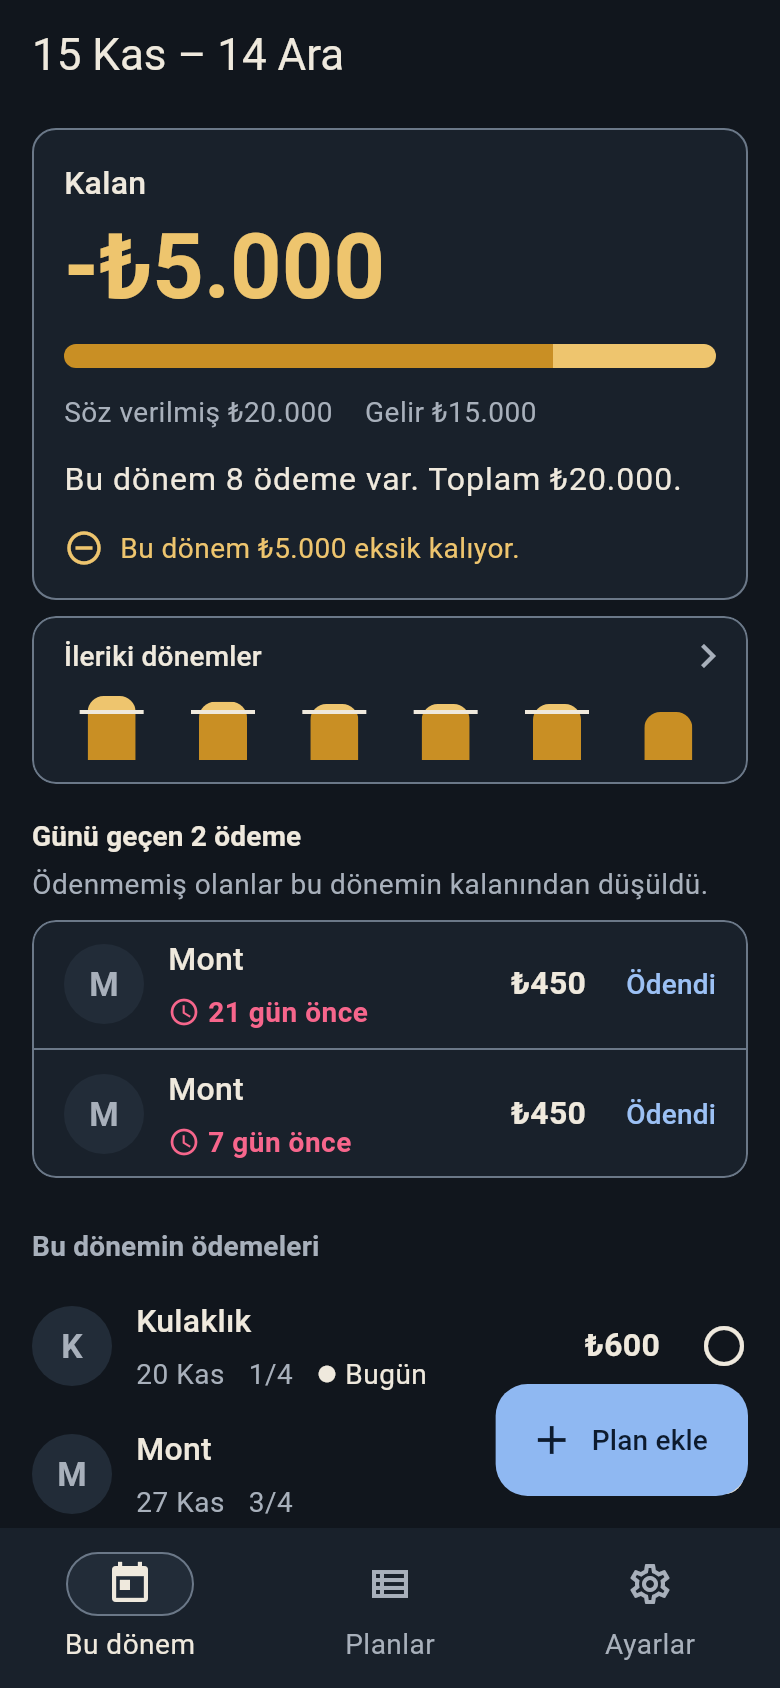 15 Kas – 14 Ara
Kalan
-₺5.000
Söz verilmiş ₺20.000 Gelir ₺15.000
Bu dönem 8 ödeme var. Toplam ₺20.000.
Bu dönem ₺5.000 eksik kalıyor.
İleriki dönemler
Günü geçen 2 ödeme
Ödenmemiş olanlar bu dönemin kalanından düşüldü.
M Mont ₺450 Ödendi
21 gün önce
M Mont ₺450 Ödendi
7 gün önce
Bu dönemin ödemeleri
K Kulaklık ₺600
20 Kas 1/4 Bugün
Plan ekle
M Mont
27 Kas 3/4
Bu dönem Planlar Ayarlar